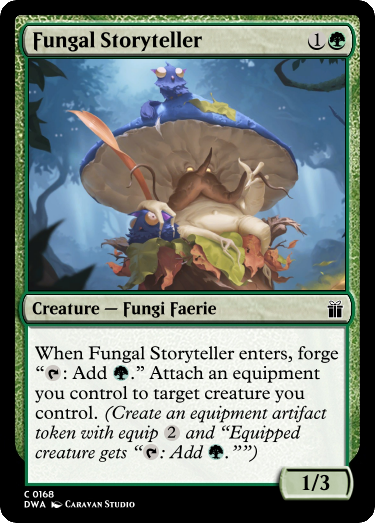 Fungal Storyteller 1
Creature — Fungi Faerie
When Fungal Storyteller enters, forge
“: Add .” Attach an equipment
you control to target creature you
control. (Create an equipment artifact
token with equip 2 and “Equipped
creature gets “: Add .””)
1/3
C 0168
DWA Caravan Studio